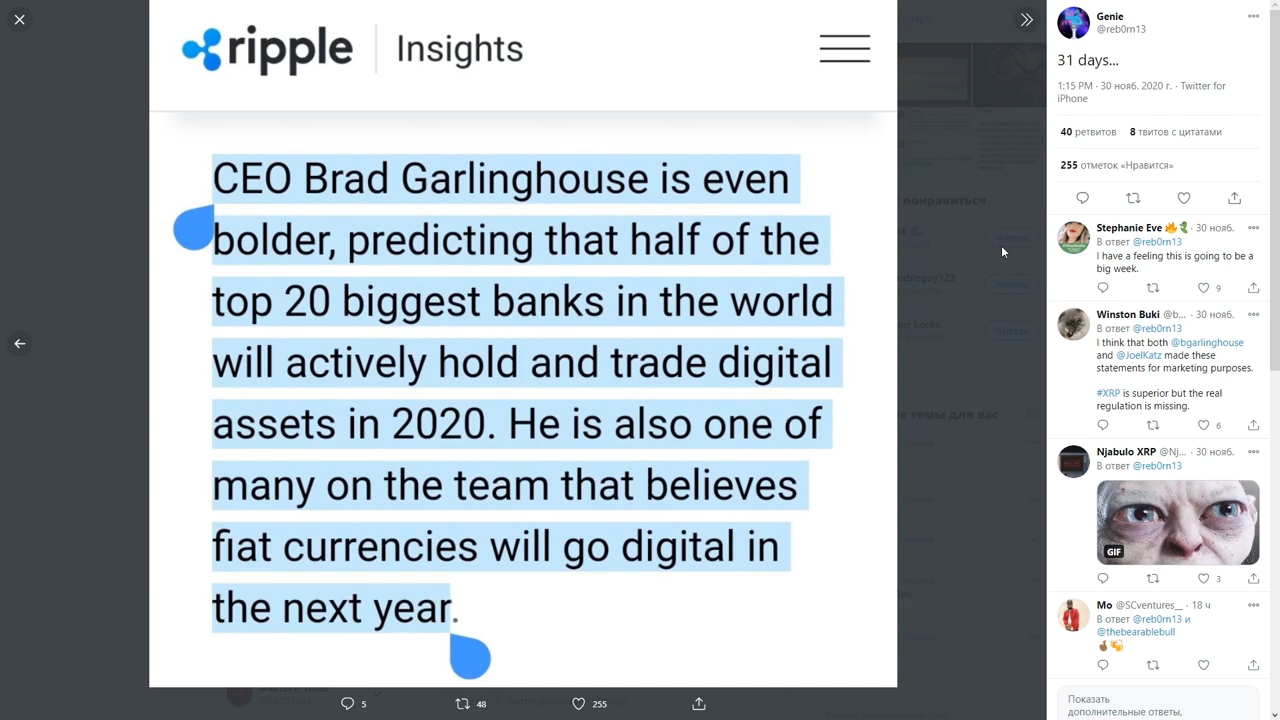 ripple Insights
CEO Brad Garlinghouse is even
bolder, predicting that half of the
top 20 biggest banks in the world
will actively hold and trade digital
assets in 2020. He is also one of
many on the team that believes
fiat currencies will go digital in
the next year.
5 48 255
Genie
@reb0rn13
31 days...
1:15 PM · 30 нояб. 2020 г. · Twitter for
iPhone
40 ретвитов 8 твитов с цитатами
255 отметок «Нравится»
Stephanie Eve · 30 нояб.
В ответ @reb0rn13
I have a feeling this is going to be a
big week.
9
Winston Buki @b... · 30 нояб.
В ответ @reb0rn13
I think that both @bgarlinghouse
and @JoelKatz made these
statements for marketing purposes.
#XRP is superior but the real
regulation is missing.
6
Njabulo XRP @Nj... · 30 нояб.
В ответ @reb0rn13
GIF
3
Mo @SCventures_ · 18 ч
В ответ @reb0rn13 и
@thebearablebull
Показать
дополнительные ответы,